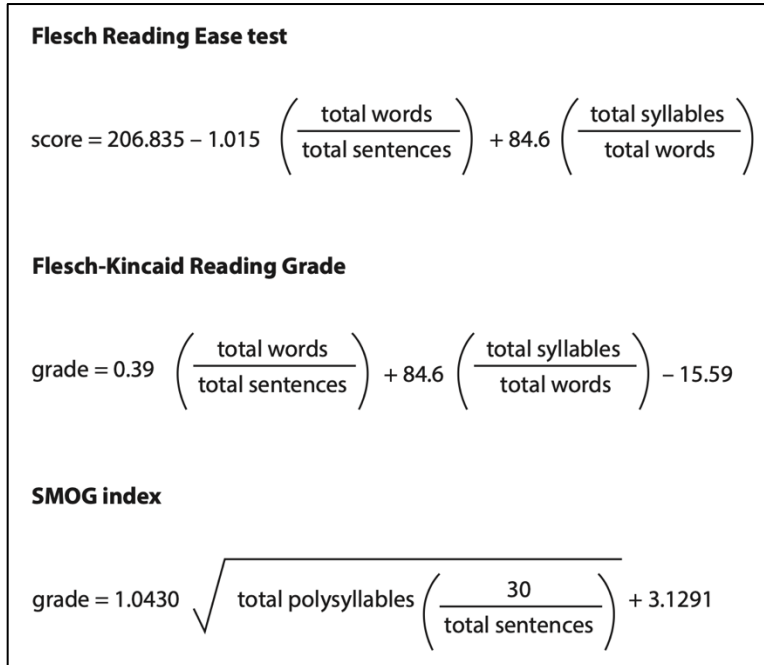 Flesch Reading Ease test
score = 206.835 – 1.015 (total words / total sentences) + 84.6 (total syllables / total words)
Flesch-Kincaid Reading Grade
grade = 0.39 (total words / total sentences) + 84.6 (total syllables / total words) – 15.59
SMOG index
grade = 1.0430 √ total polysyllables (30 / total sentences) + 3.1291